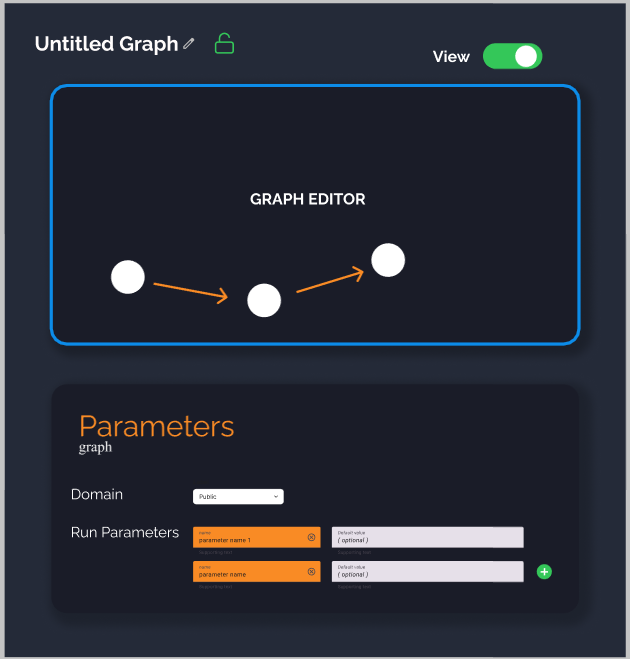 Untitled Graph
View
GRAPH EDITOR
Parameters
graph
Domain
Public
Run Parameters
name
parameter name 1
Default value
( optional )
Supporting text
Supporting text
name
parameter name
Default value
( optional )
Supporting text
Supporting text